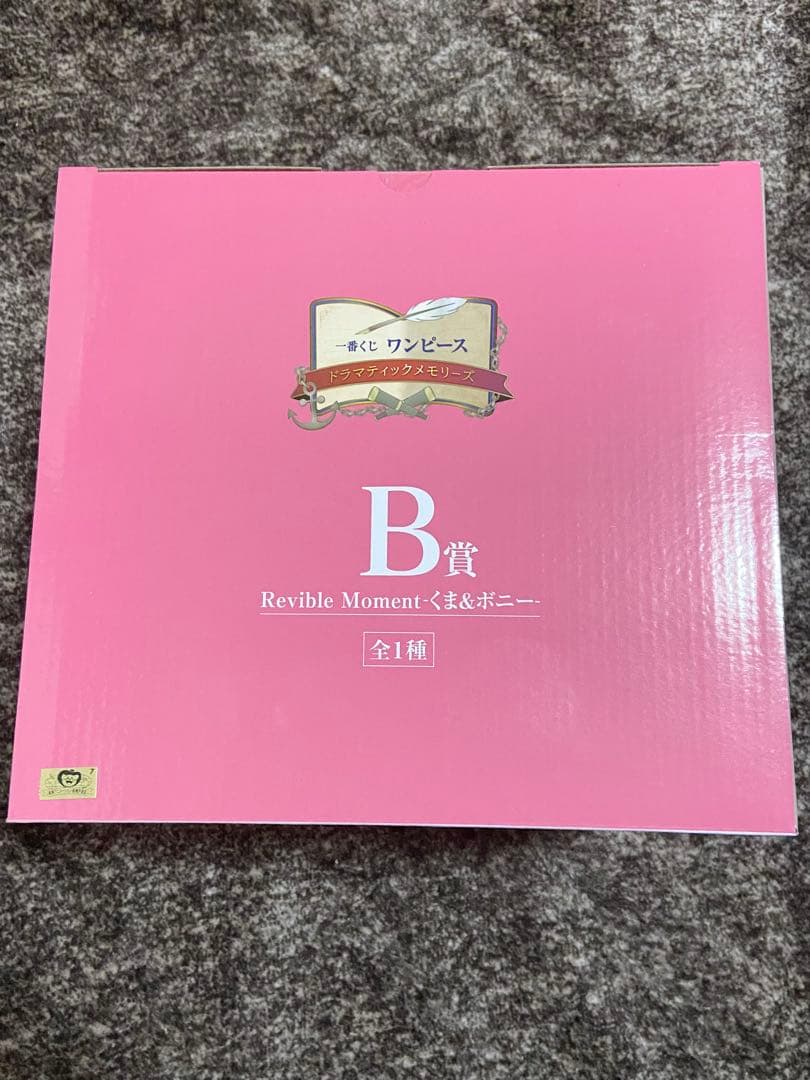 一番くじ ワンピース
ドラマティックメモリーズ
B賞
Revible Moment-くま&ボニー-
全1種